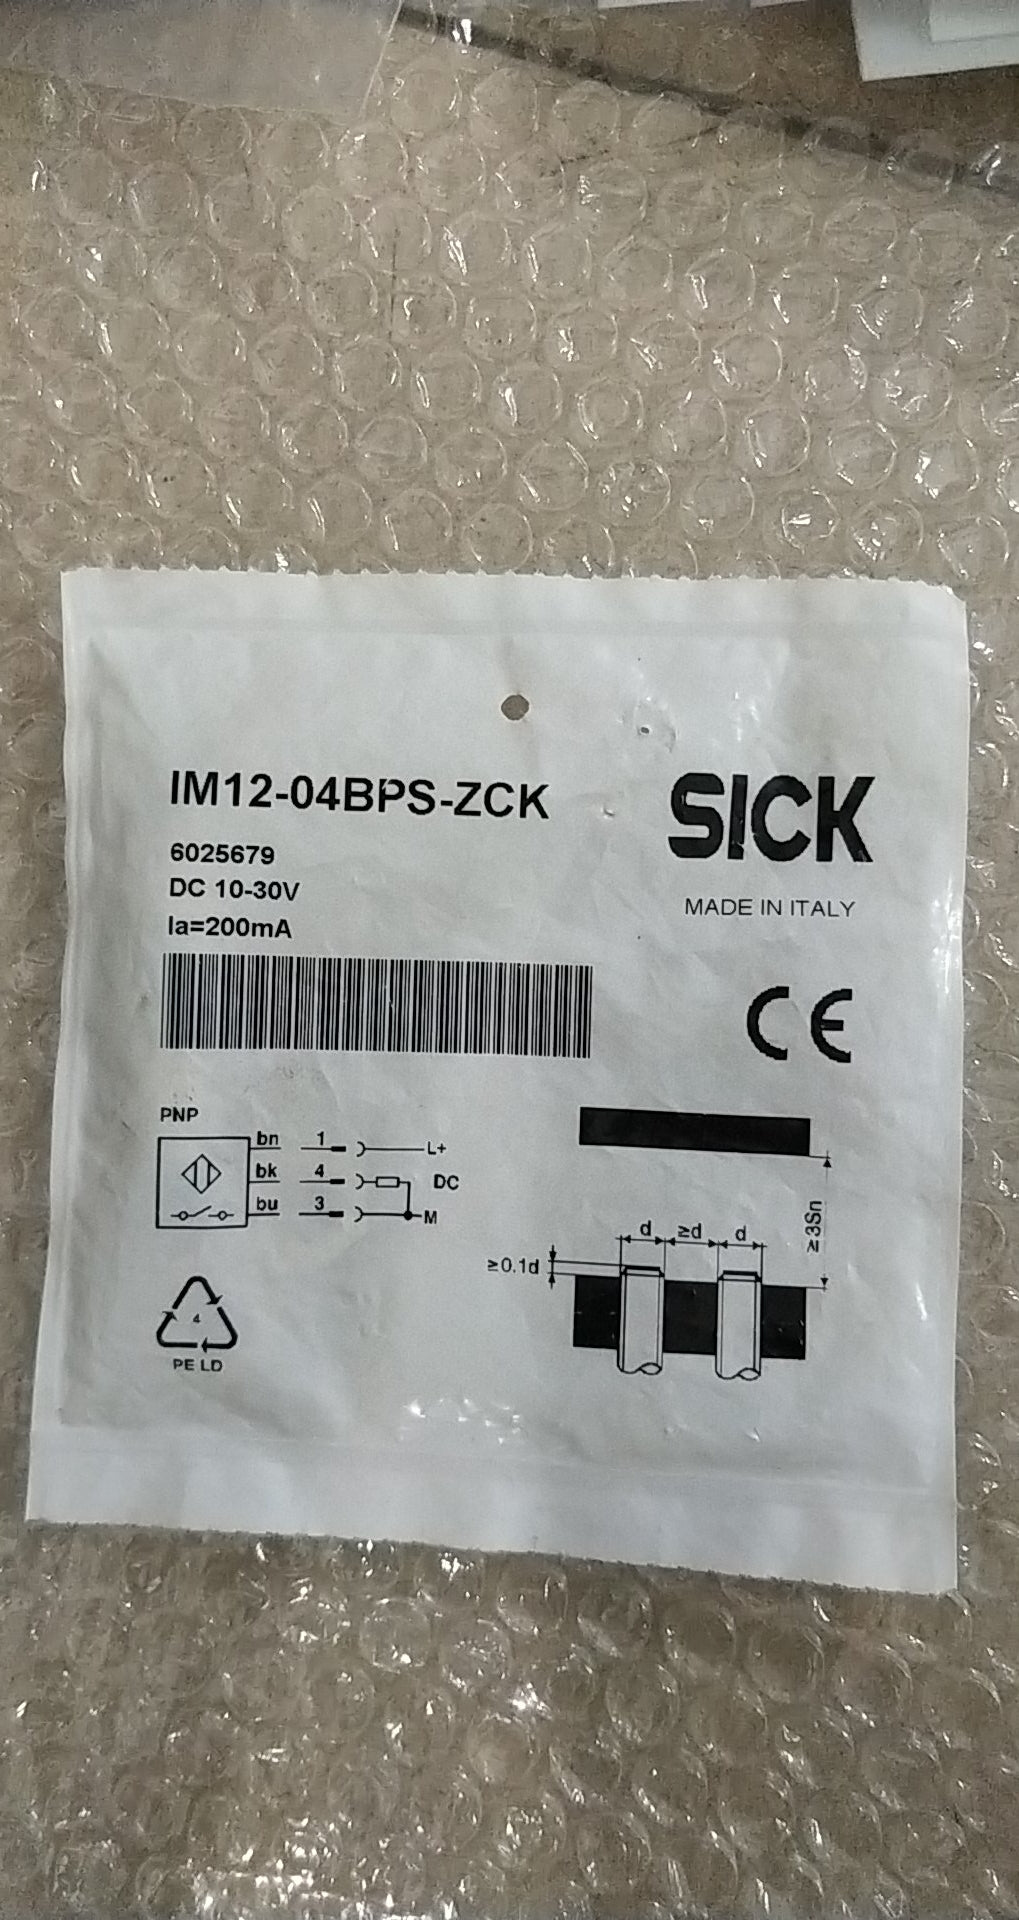 IM12-04BPS-ZCK
SICK
6025679
DC 10-30V
Ia=200mA
MADE IN ITALY
CE
PNP
bn 1 L+
bk 4 DC
bu 3 M
d ≥d d
≥0.1d
≥3Sn
4
PE LD